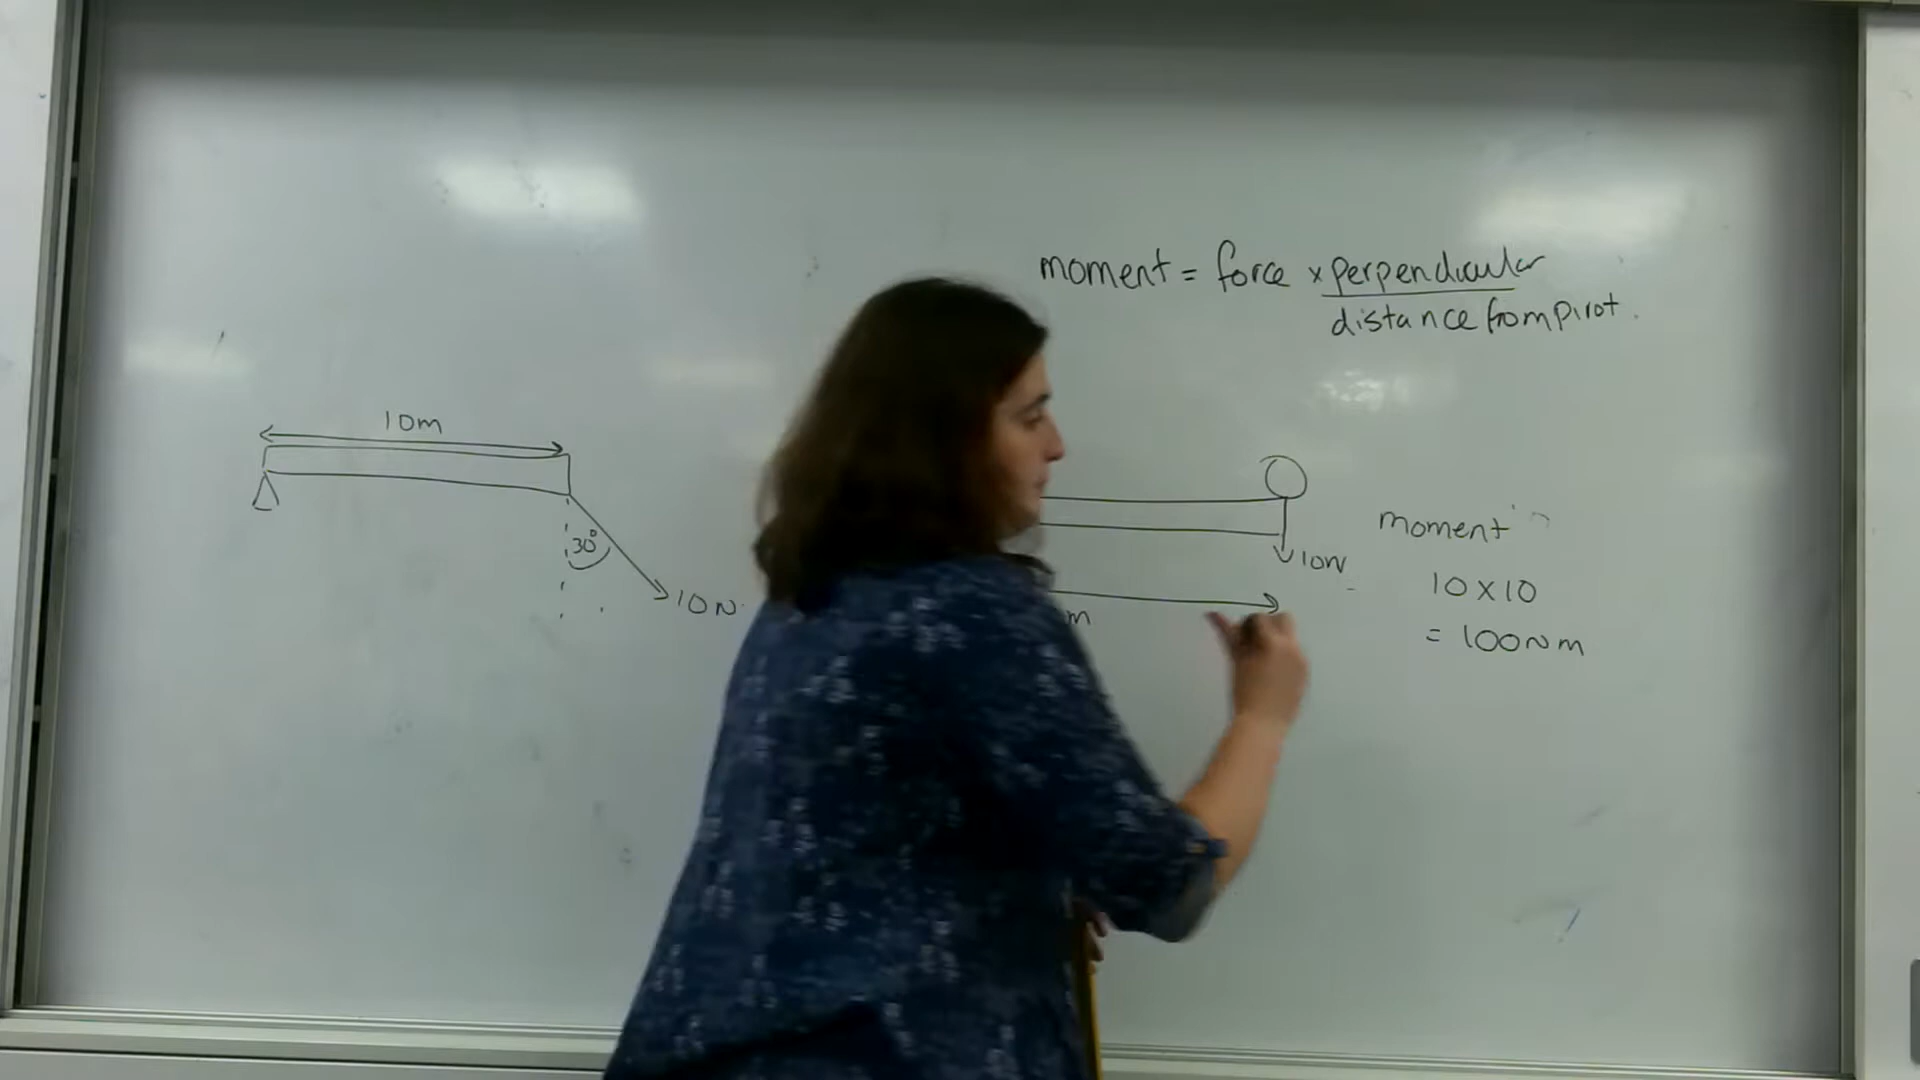 moment = force x perpendicular
distance from pivot.
10m
30°
10N
10N
m
moment
10 x 10
= 100Nm